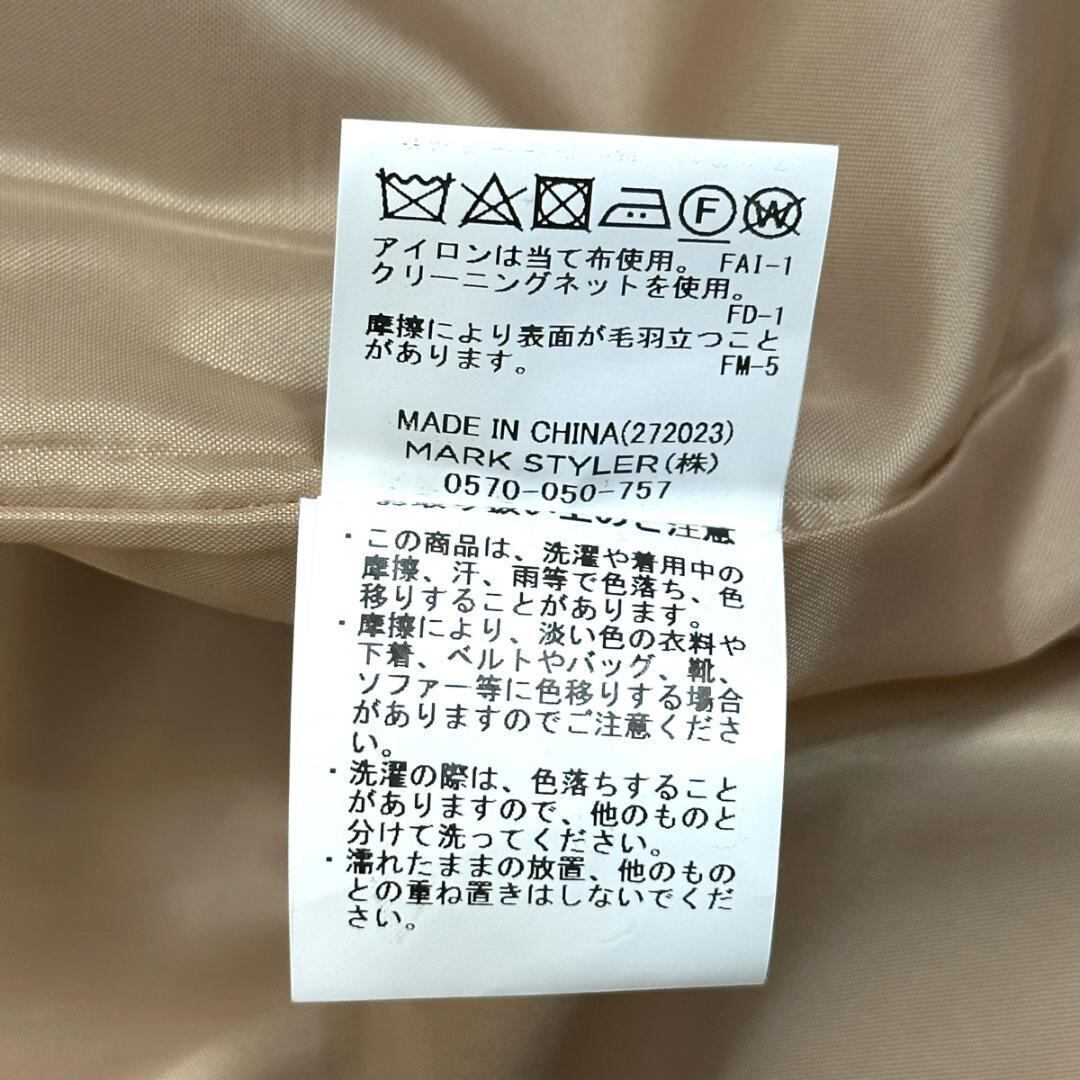 F W
アイロンは当て布使用。 FAI-1
クリーニングネットを使用。
FD-1
摩擦により表面が毛羽立つこと
があります。 FM-5
MADE IN CHINA(272023)
MARK STYLER(株)
0570-050-757
お取り扱い上のご注意
・この商品は、洗濯や着用中の
摩擦、汗、雨等で色落ち、色
移りすることがあります。
・摩擦により、淡い色の衣料や
下着、ベルトやバッグ、靴、
ソファー等に色移りする場合
がありますのでご注意くださ
い。
・洗濯の際は、色落ちすること
がありますので、他のものと
分けて洗ってください。
・濡れたままの放置、他のもの
との重ね置きはしないでくだ
さい。